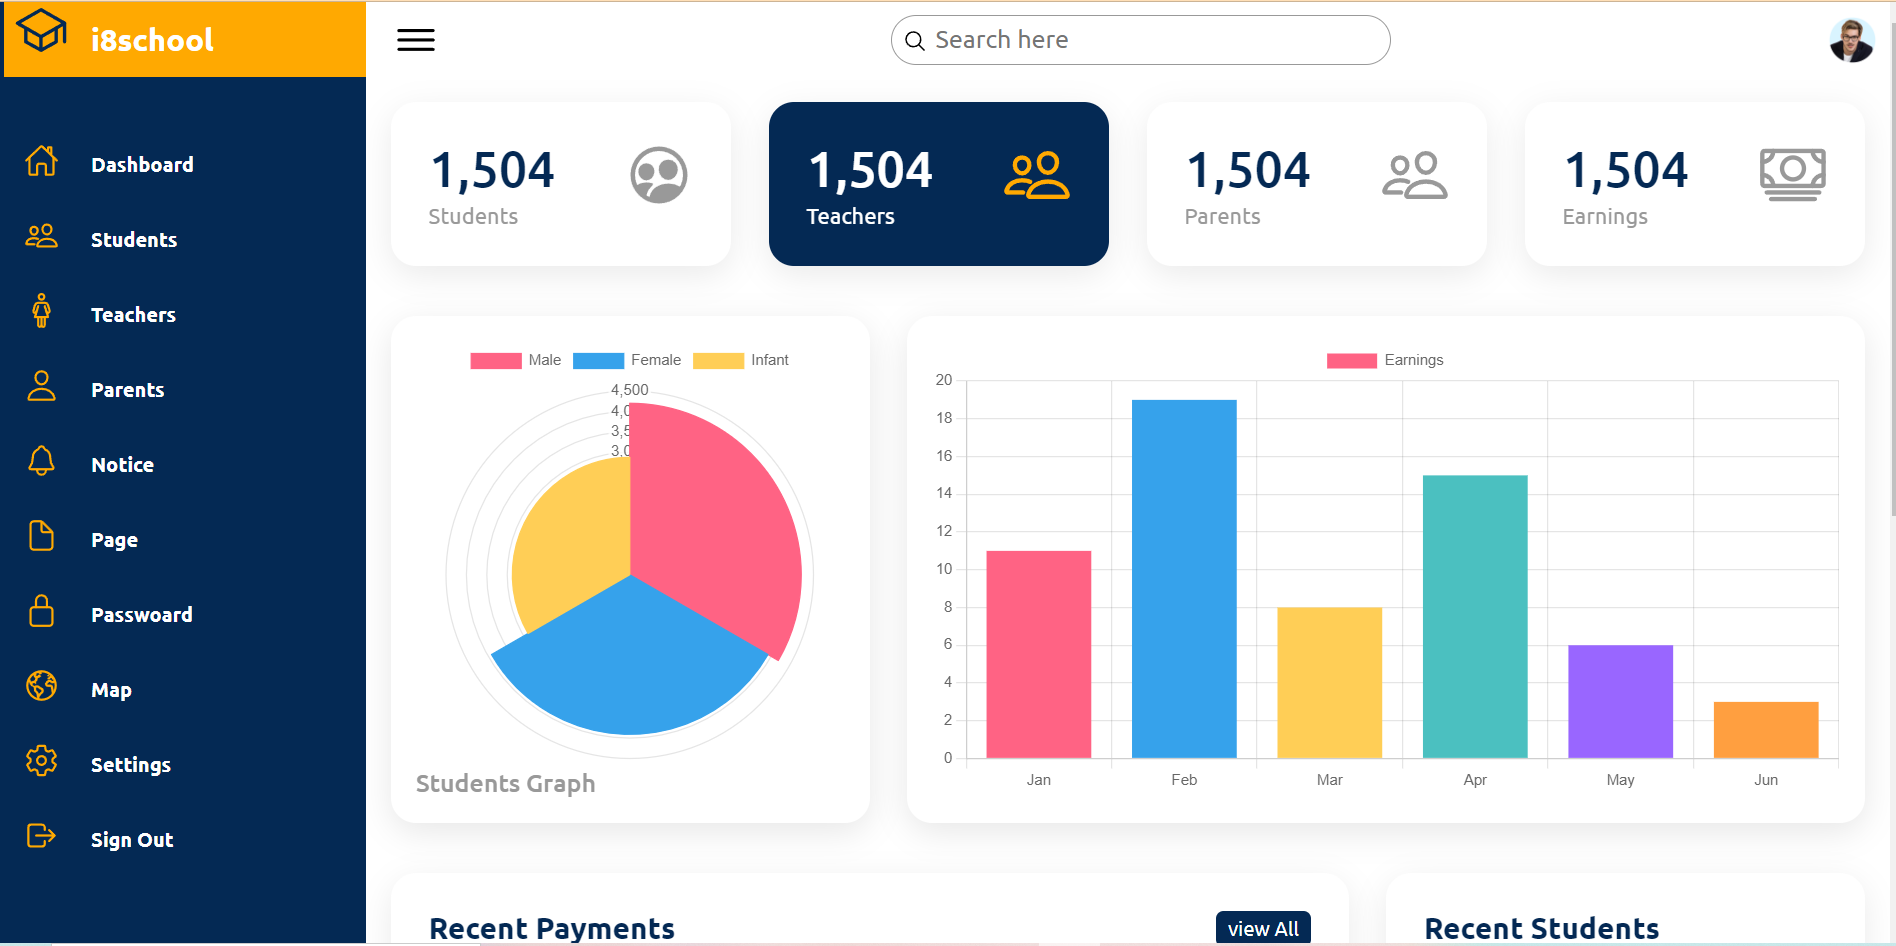 i8school
Search here
Dashboard
Students
Teachers
Parents
Notice
Page
Passwoard
Map
Settings
Sign Out
1,504
Students
1,504
Teachers
1,504
Parents
1,504
Earnings
Male Female Infant
4,500
4,0
3,5
3,0
Students Graph
Earnings
20
18
16
14
12
10
8
6
4
2
0
Jan Feb Mar Apr May Jun
Recent Payments
view All
Recent Students